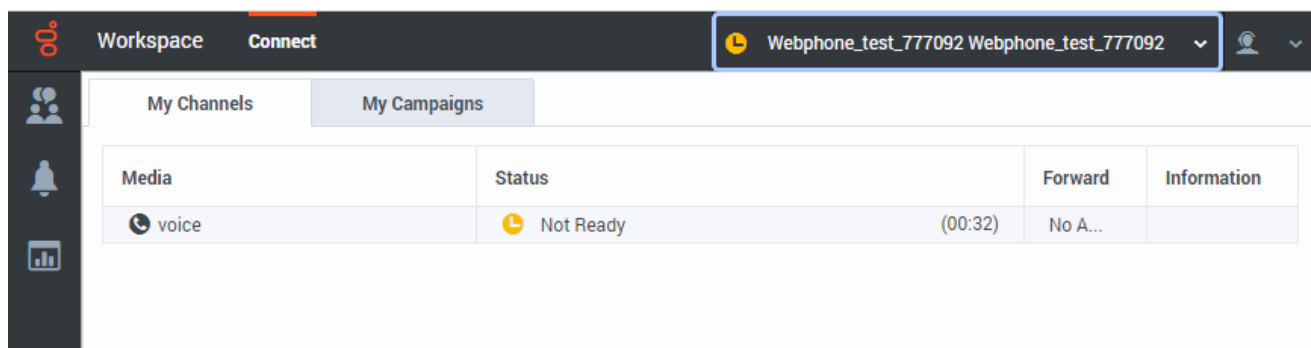 Workspace Connect Webphone_test_777092 Webphone_test_777092
My Channels My Campaigns
Media Status Forward Information
voice Not Ready (00:32) No A...